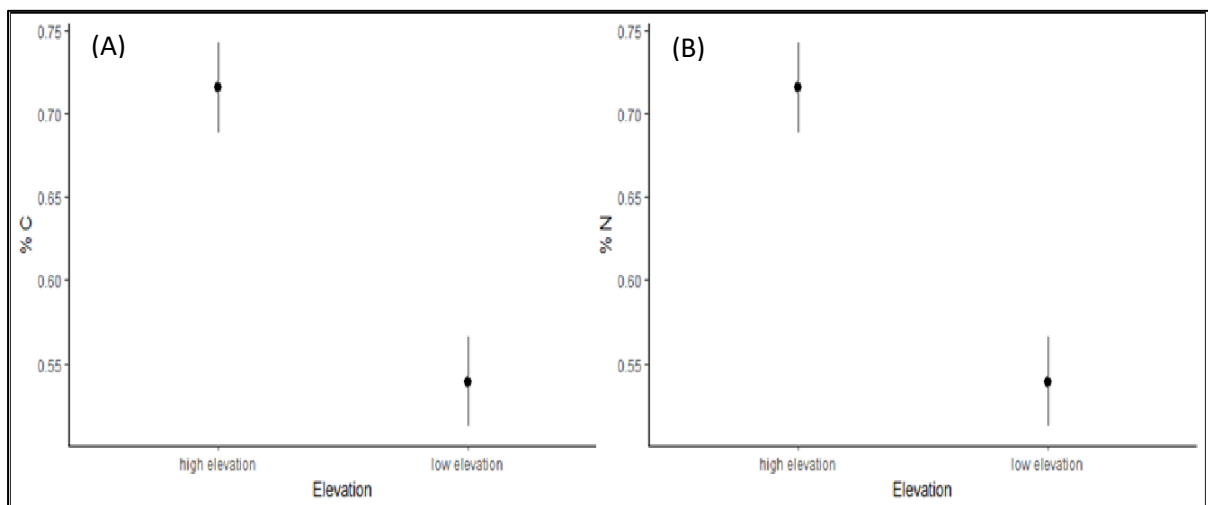 (A)
0.75
0.70
0.65
0.60
0.55
% C
high elevation
low elevation
Elevation
(B)
0.75
0.70
0.65
0.60
0.55
% N
high elevation
low elevation
Elevation